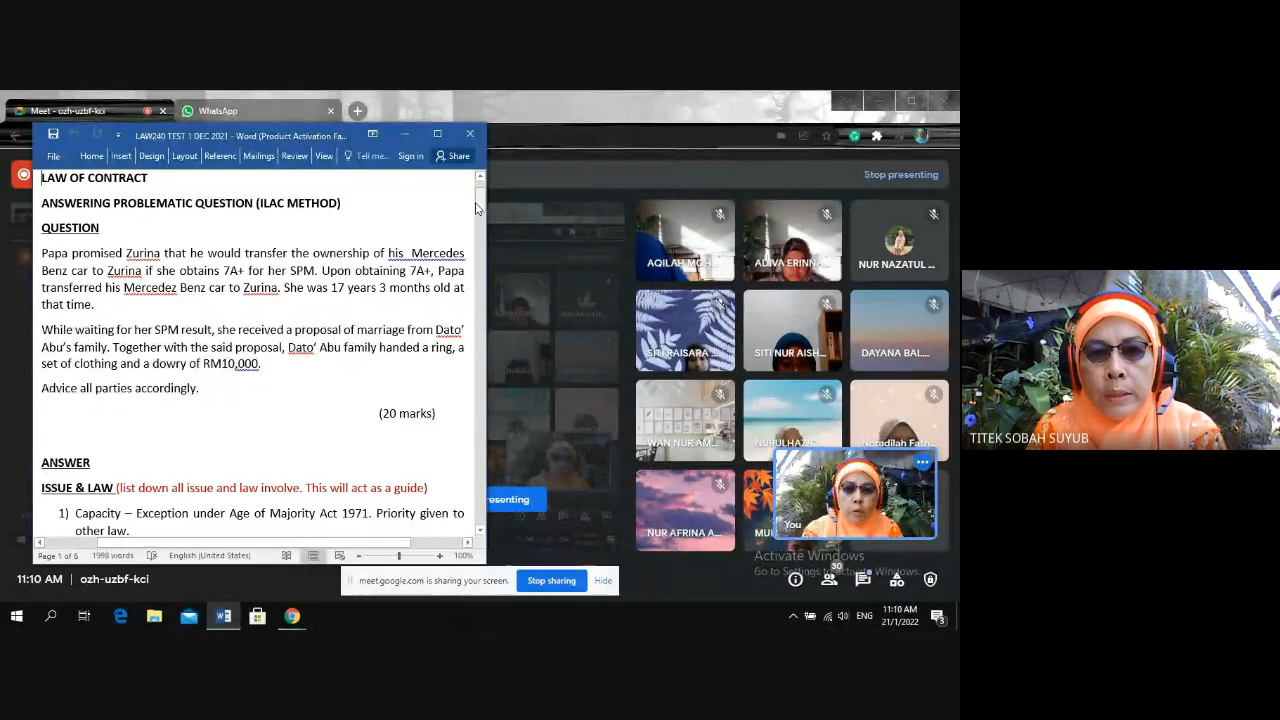 Meet - ozh-uzbf-kci
WhatsApp
LAW240 TEST 1 DEC 2021 - Word (Product Activation Fa...
File Home Insert Design Layout Referenc Mailings Review View Tell me... Sign in Share
Stop presenting
LAW OF CONTRACT
ANSWERING PROBLEMATIC QUESTION (ILAC METHOD)
QUESTION
Papa promised Zurina that he would transfer the ownership of his Mercedes
Benz car to Zurina if she obtains 7A+ for her SPM. Upon obtaining 7A+, Papa
transferred his Mercedez Benz car to Zurina. She was 17 years 3 months old at
that time.
While waiting for her SPM result, she received a proposal of marriage from Dato'
Abu's family. Together with the said proposal, Dato' Abu family handed a ring, a
set of clothing and a dowry of RM10,000.
Advice all parties accordingly.
(20 marks)
ANSWER
ISSUE & LAW (list down all issue and law involve. This will act as a guide)
1) Capacity – Exception under Age of Majority Act 1971. Priority given to
other law.
Page 1 of 6 1998 words English (United States) 100%
AQILAH MOH
ADIVA ERINNA...
NUR NAZATUL ...
SITI RAISARA
SITI NUR AISH...
DAYANA BAL...
WAN NUR AM...
NURUL HAZIQ
Noradilah Fath
NUR AFRINA A...
MU
You
presenting
Activate Windows
Go to Settings to activate Windows.
30
11:10 AM ozh-uzbf-kci
meet.google.com is sharing your screen. Stop sharing Hide
ENG
11:10 AM
21/1/2022
3
TITEK SOBAH SUYUB